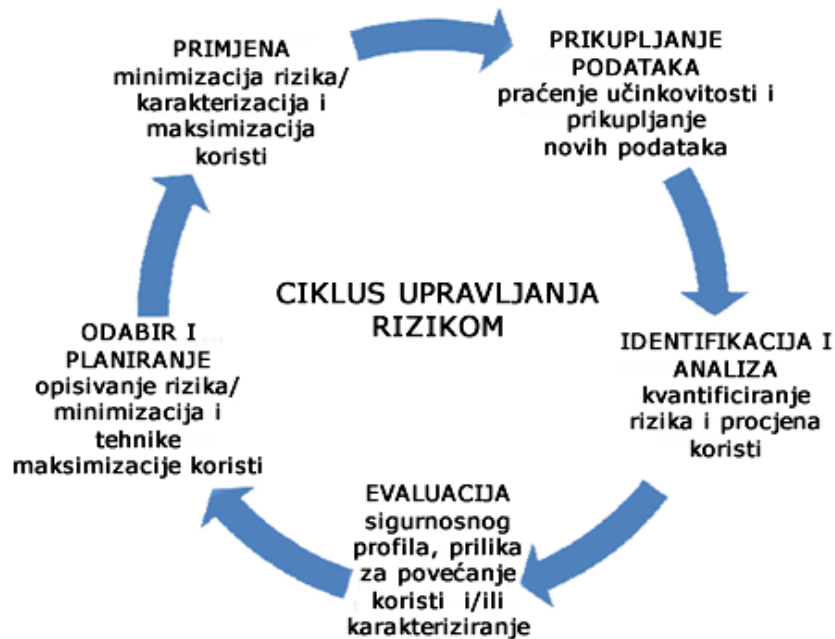 PRIMJENA
minimizacija rizika/
karakterizacija i
maksimizacija
koristi
PRIKUPLJANJE
PODATAKA
praćenje učinkovitosti i
prikupljanje
novih podataka
CIKLUS UPRAVLJANJA
RIZIKOM
IDENTIFIKACIJA I
ANALIZA
kvantificiranje
rizika i procjena
koristi
EVALUACIJA
sigurnosnog
profila, prilika
za povećanje
koristi i/ili
karakteriziranje
ODABIR I
PLANIRANJE
opisivanje rizika/
minimizacija i
tehnike
maksimizacije koristi